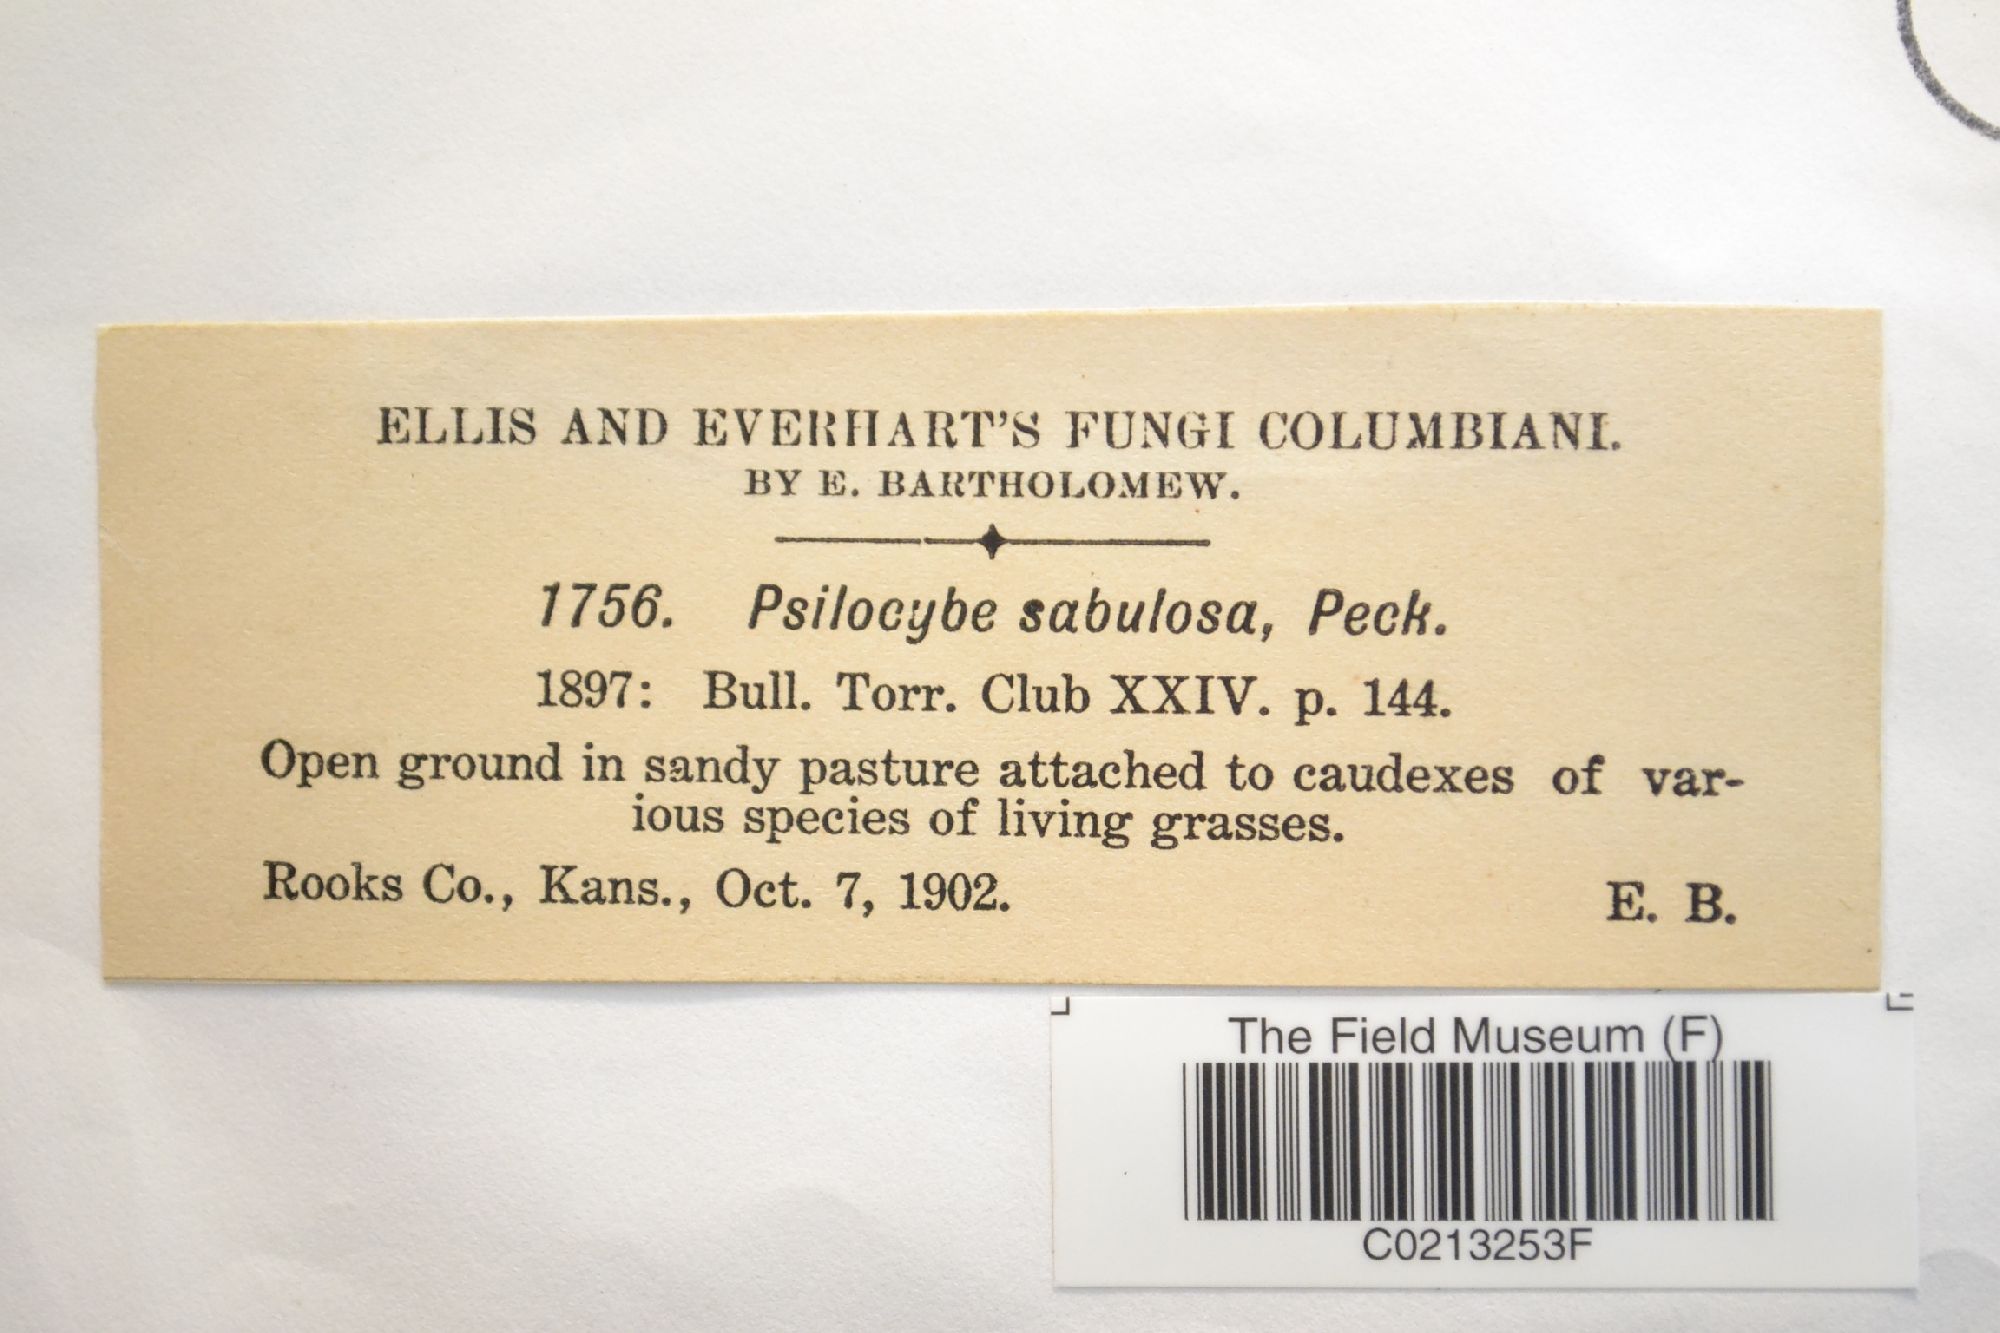 ELLIS AND EVERHART'S FUNGI COLUMBIANI.
BY E. BARTHOLOMEW.
1756. Psilocybe sabulosa, Peck.
1897: Bull. Torr. Club XXIV. p. 144.
Open ground in sandy pasture attached to caudexes of var-
ious species of living grasses.
Rooks Co., Kans., Oct. 7, 1902. E. B.
The Field Museum (F)
C0213253F